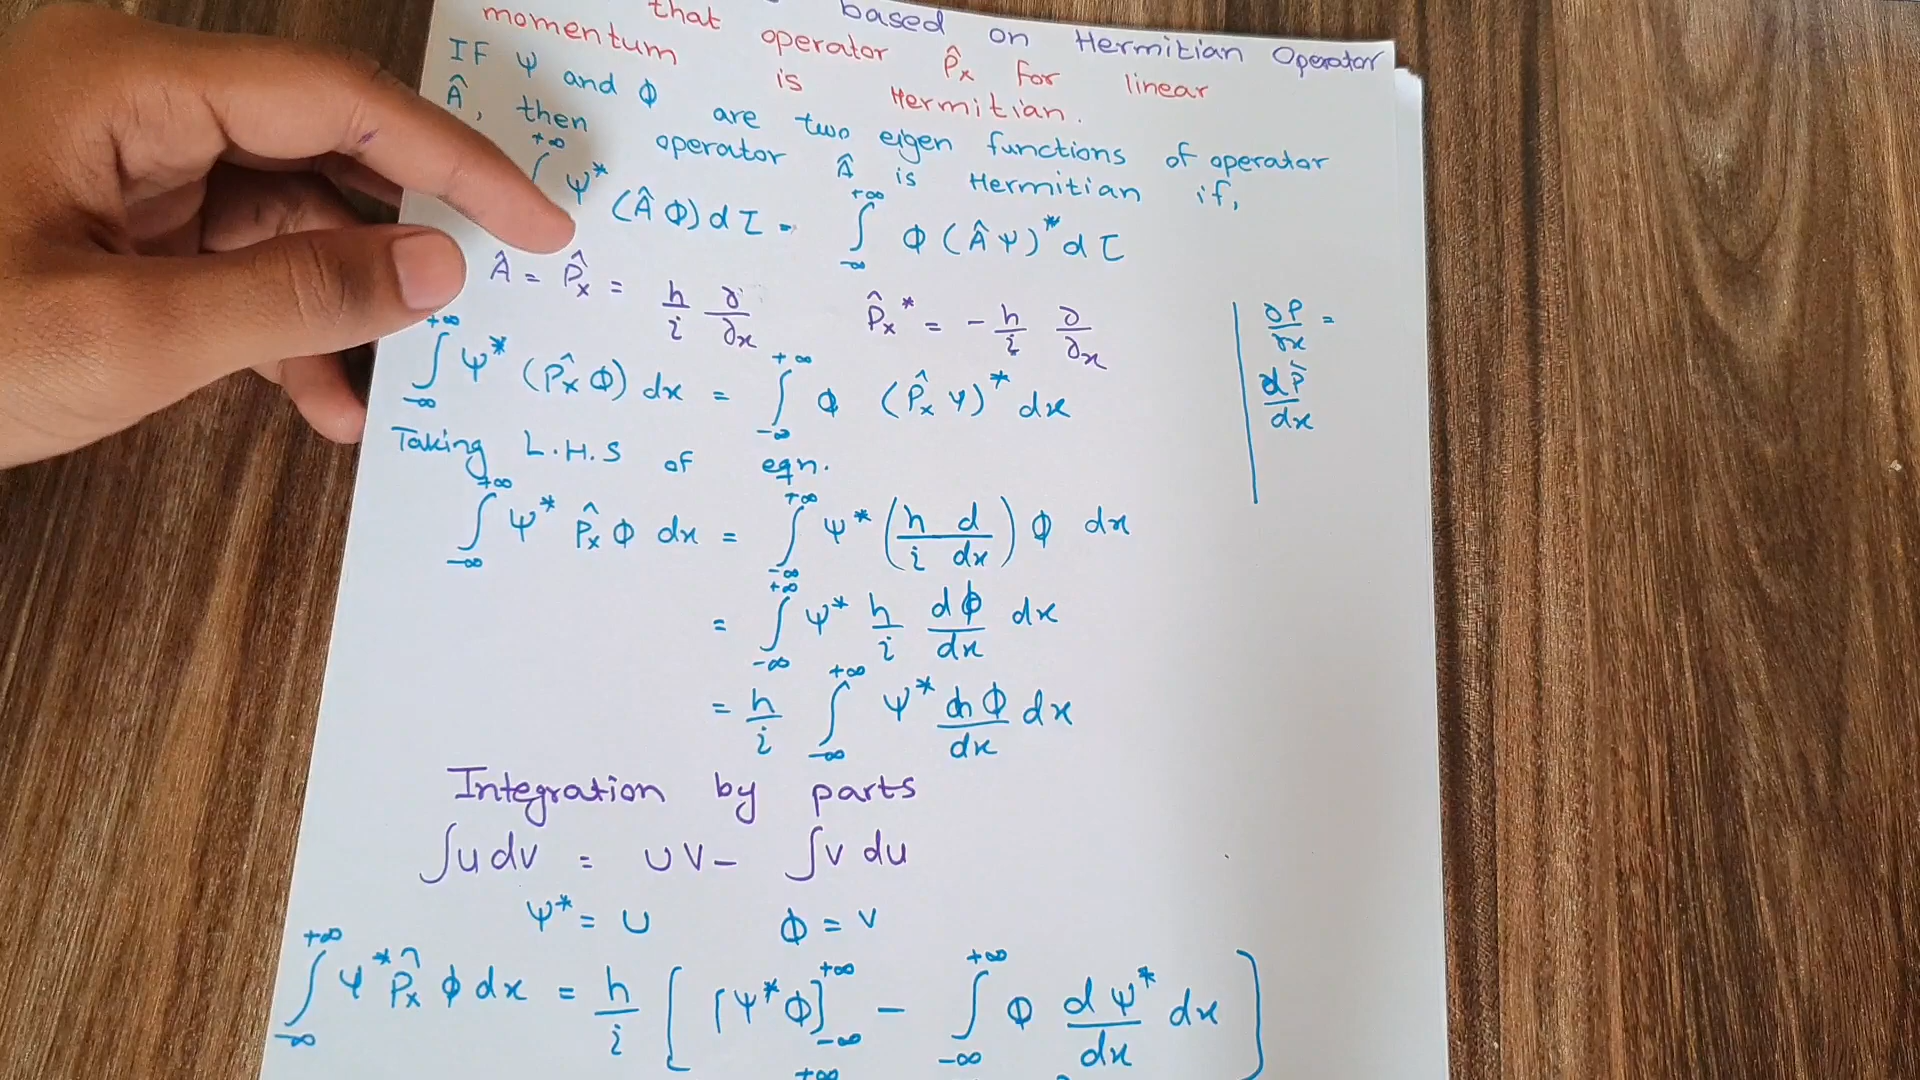 based on Hermitian Operator
that operator P̂x for linear
momentum is Hermitian.
IF ψ and Φ are two eigen functions of operator
Â, then operator Â is Hermitian if,
∫ ψ* (Â Φ) dτ = ∫_{-∞}^{+∞} Φ (Â ψ)* dτ
Â = P̂x = h/i ∂/∂x P̂x* = - h/i ∂/∂x
∫_{-∞}^{+∞} ψ* (P̂x Φ) dx = ∫_{-∞}^{+∞} Φ (P̂x ψ)* dx
∂P/∂x =
dP/dx
Taking L.H.S of eqn.
∫_{-∞}^{+∞} ψ* P̂x Φ dx = ∫_{-∞}^{+∞} ψ* (h/i d/dx) Φ dx
= ∫_{-∞}^{+∞} ψ* h/i dΦ/dx dx
= h/i ∫_{-∞}^{+∞} ψ* dΦ/dx dx
Integration by parts
∫u dv = uv - ∫v du
ψ* = u Φ = v
∫_{-∞}^{+∞} ψ* P̂x Φ dx = h/i [ [ψ*Φ]_{-∞}^{+∞} - ∫_{-∞}^{+∞} Φ dψ*/dx dx ]
+∞